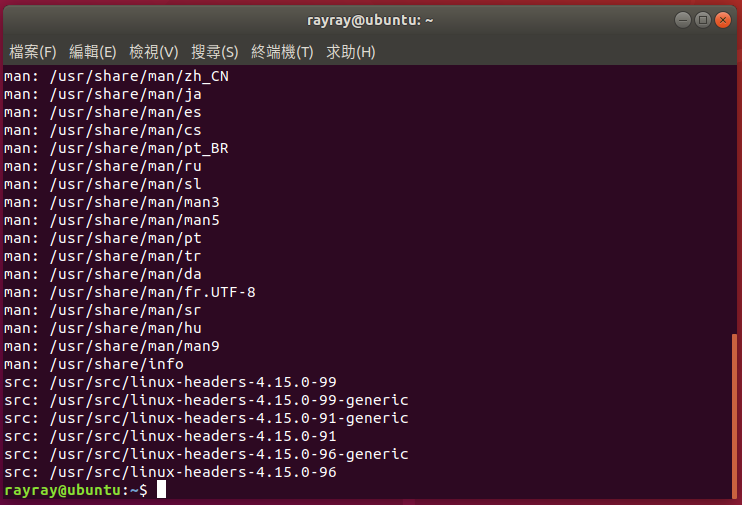 rayray@ubuntu: ~
檔案(F) 編輯(E) 檢視(V) 搜尋(S) 終端機(T) 求助(H)
man: /usr/share/man/zh_CN
man: /usr/share/man/ja
man: /usr/share/man/es
man: /usr/share/man/cs
man: /usr/share/man/pt_BR
man: /usr/share/man/ru
man: /usr/share/man/sl
man: /usr/share/man/man3
man: /usr/share/man/man5
man: /usr/share/man/pt
man: /usr/share/man/tr
man: /usr/share/man/da
man: /usr/share/man/fr.UTF-8
man: /usr/share/man/sr
man: /usr/share/man/hu
man: /usr/share/man/man9
man: /usr/share/info
src: /usr/src/linux-headers-4.15.0-99
src: /usr/src/linux-headers-4.15.0-99-generic
src: /usr/src/linux-headers-4.15.0-91-generic
src: /usr/src/linux-headers-4.15.0-91
src: /usr/src/linux-headers-4.15.0-96-generic
src: /usr/src/linux-headers-4.15.0-96
rayray@ubuntu:~$